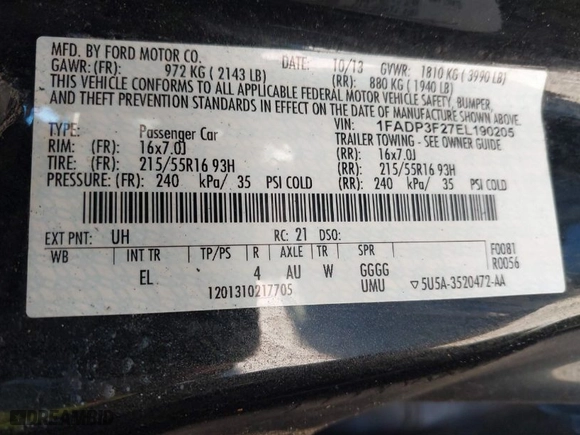 MFD. BY FORD MOTOR CO.
DATE: 10/13 GVWR: 1810 KG ( 3990 LB)
GAWR: (FR): 972 KG ( 2143 LB) (RR): 880 KG ( 1940 LB)
THIS VEHICLE CONFORMS TO ALL APPLICABLE FEDERAL MOTOR VEHICLE SAFETY, BUMPER,
AND THEFT PREVENTION STANDARDS IN EFFECT ON THE DATE OF MANUFACTURE SHOWN ABOVE
VIN: 1FADP3F27EL190205
TYPE: Passenger Car TRAILER TOWING - SEE OWNERS GUIDE
RIM: (FR): 16x7.0J (RR): 16x7.0J
TIRE: (FR): 215/55R16 93H (RR): 215/55R16 93H
PRESSURE: (FR): 240 kPa/ 35 PSI COLD (RR): 240 kPa/ 35 PSI COLD
EXT PNT: UH RC: 21 DSO:
WB INT TR TP/PS R AXLE TR SPR F0081
EL 4 AU W GGGG R0056
1201310217705 UMU ▽5U5A-3520472-AA
DREAMBID